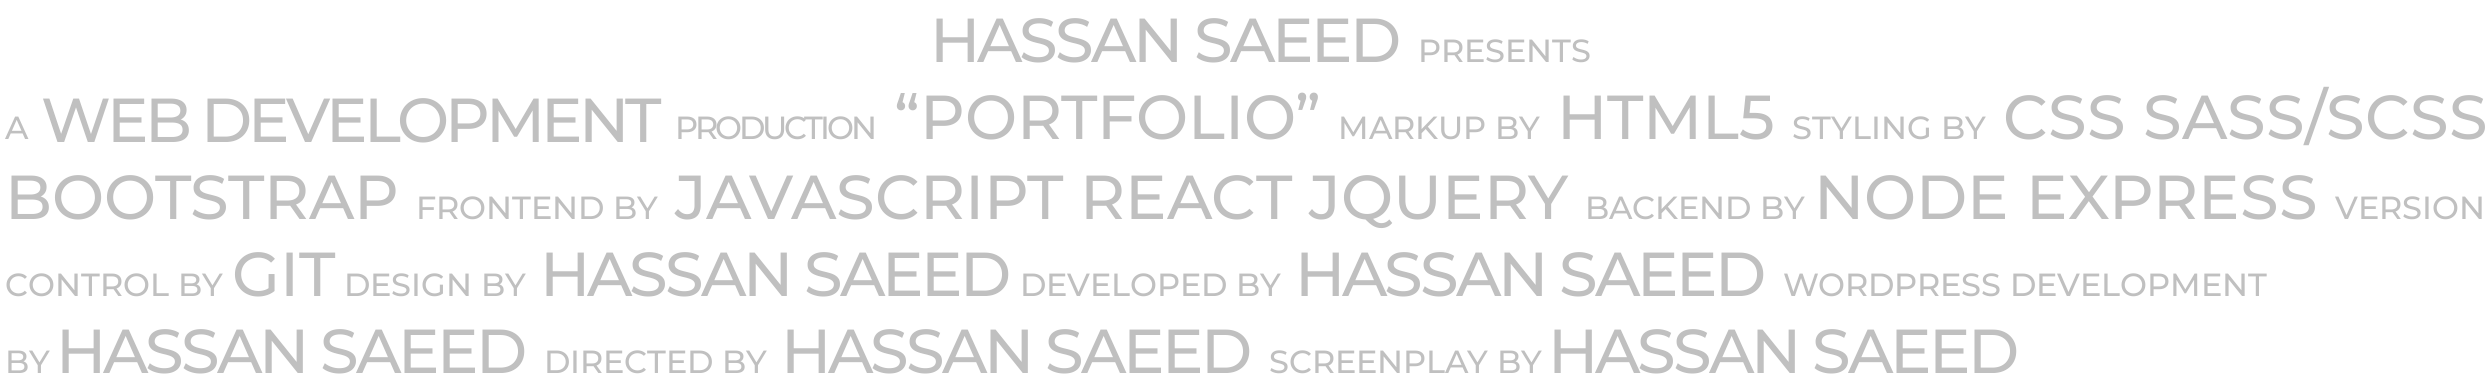 HASSAN SAEED PRESENTS
A WEB DEVELOPMENT PRODUCTION “PORTFOLIO” MARKUP BY HTML5 STYLING BY CSS SASS/SCSS
BOOTSTRAP FRONTEND BY JAVASCRIPT REACT JQUERY BACKEND BY NODE EXPRESS VERSION
CONTROL BY GIT DESIGN BY HASSAN SAEED DEVELOPED BY HASSAN SAEED WORDPRESS DEVELOPMENT
BY HASSAN SAEED DIRECTED BY HASSAN SAEED SCREENPLAY BY HASSAN SAEED